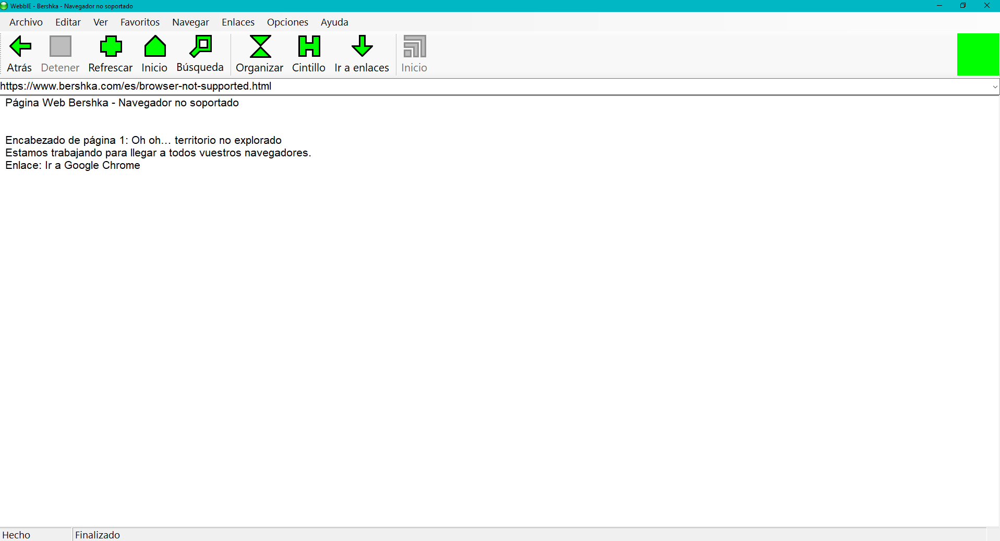 WebbIE - Bershka - Navegador no soportado
Archivo Editar Ver Favoritos Navegar Enlaces Opciones Ayuda
Atrás Detener Refrescar Inicio Búsqueda Organizar Cintillo Ir a enlaces Inicio
https://www.bershka.com/es/browser-not-supported.html
Página Web Bershka - Navegador no soportado
Encabezado de página 1: Oh oh... territorio no explorado
Estamos trabajando para llegar a todos vuestros navegadores.
Enlace: Ir a Google Chrome
Hecho Finalizado